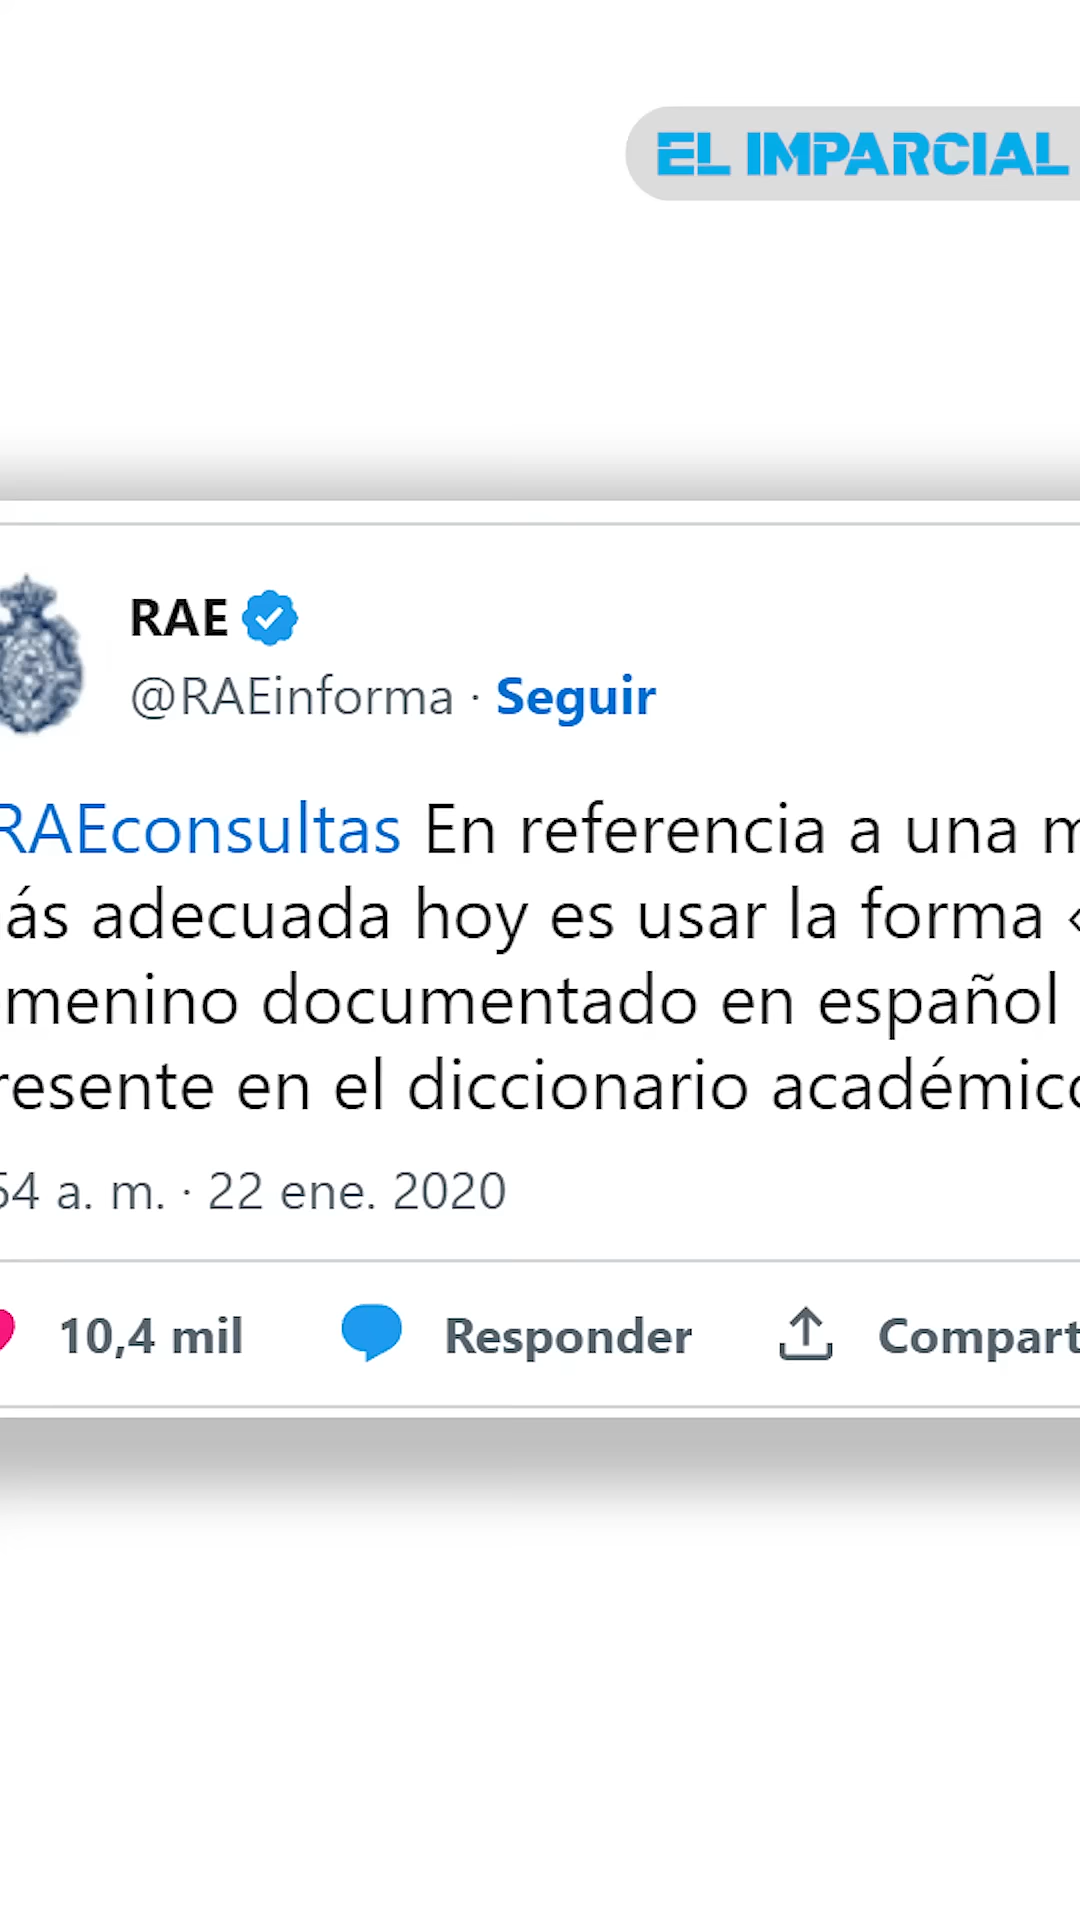 EL IMPARCIAL
RAE
@RAEinforma · Seguir
RAEconsultas En referencia a una m
ás adecuada hoy es usar la forma «
menino documentado en español
resente en el diccionario académico
54 a. m. · 22 ene. 2020
10,4 mil Responder Compart